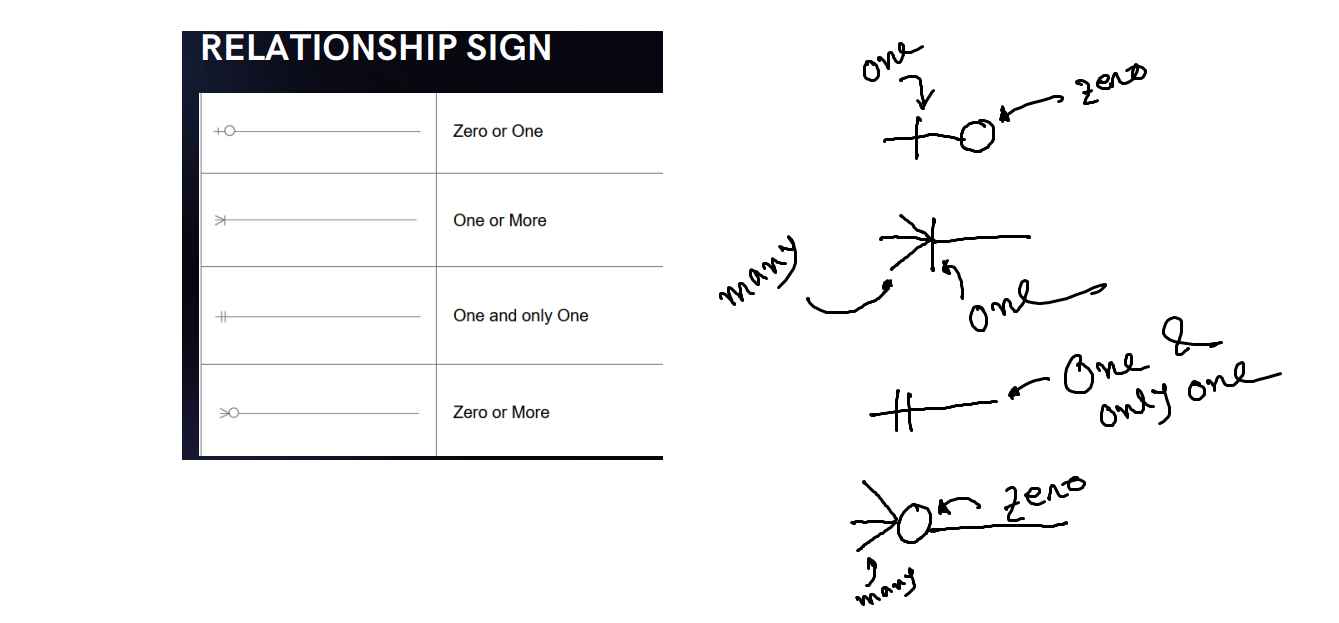 RELATIONSHIP SIGN
Zero or One
One or More
One and only One
Zero or More
one
zero
many
one
One &
only one
zero
many